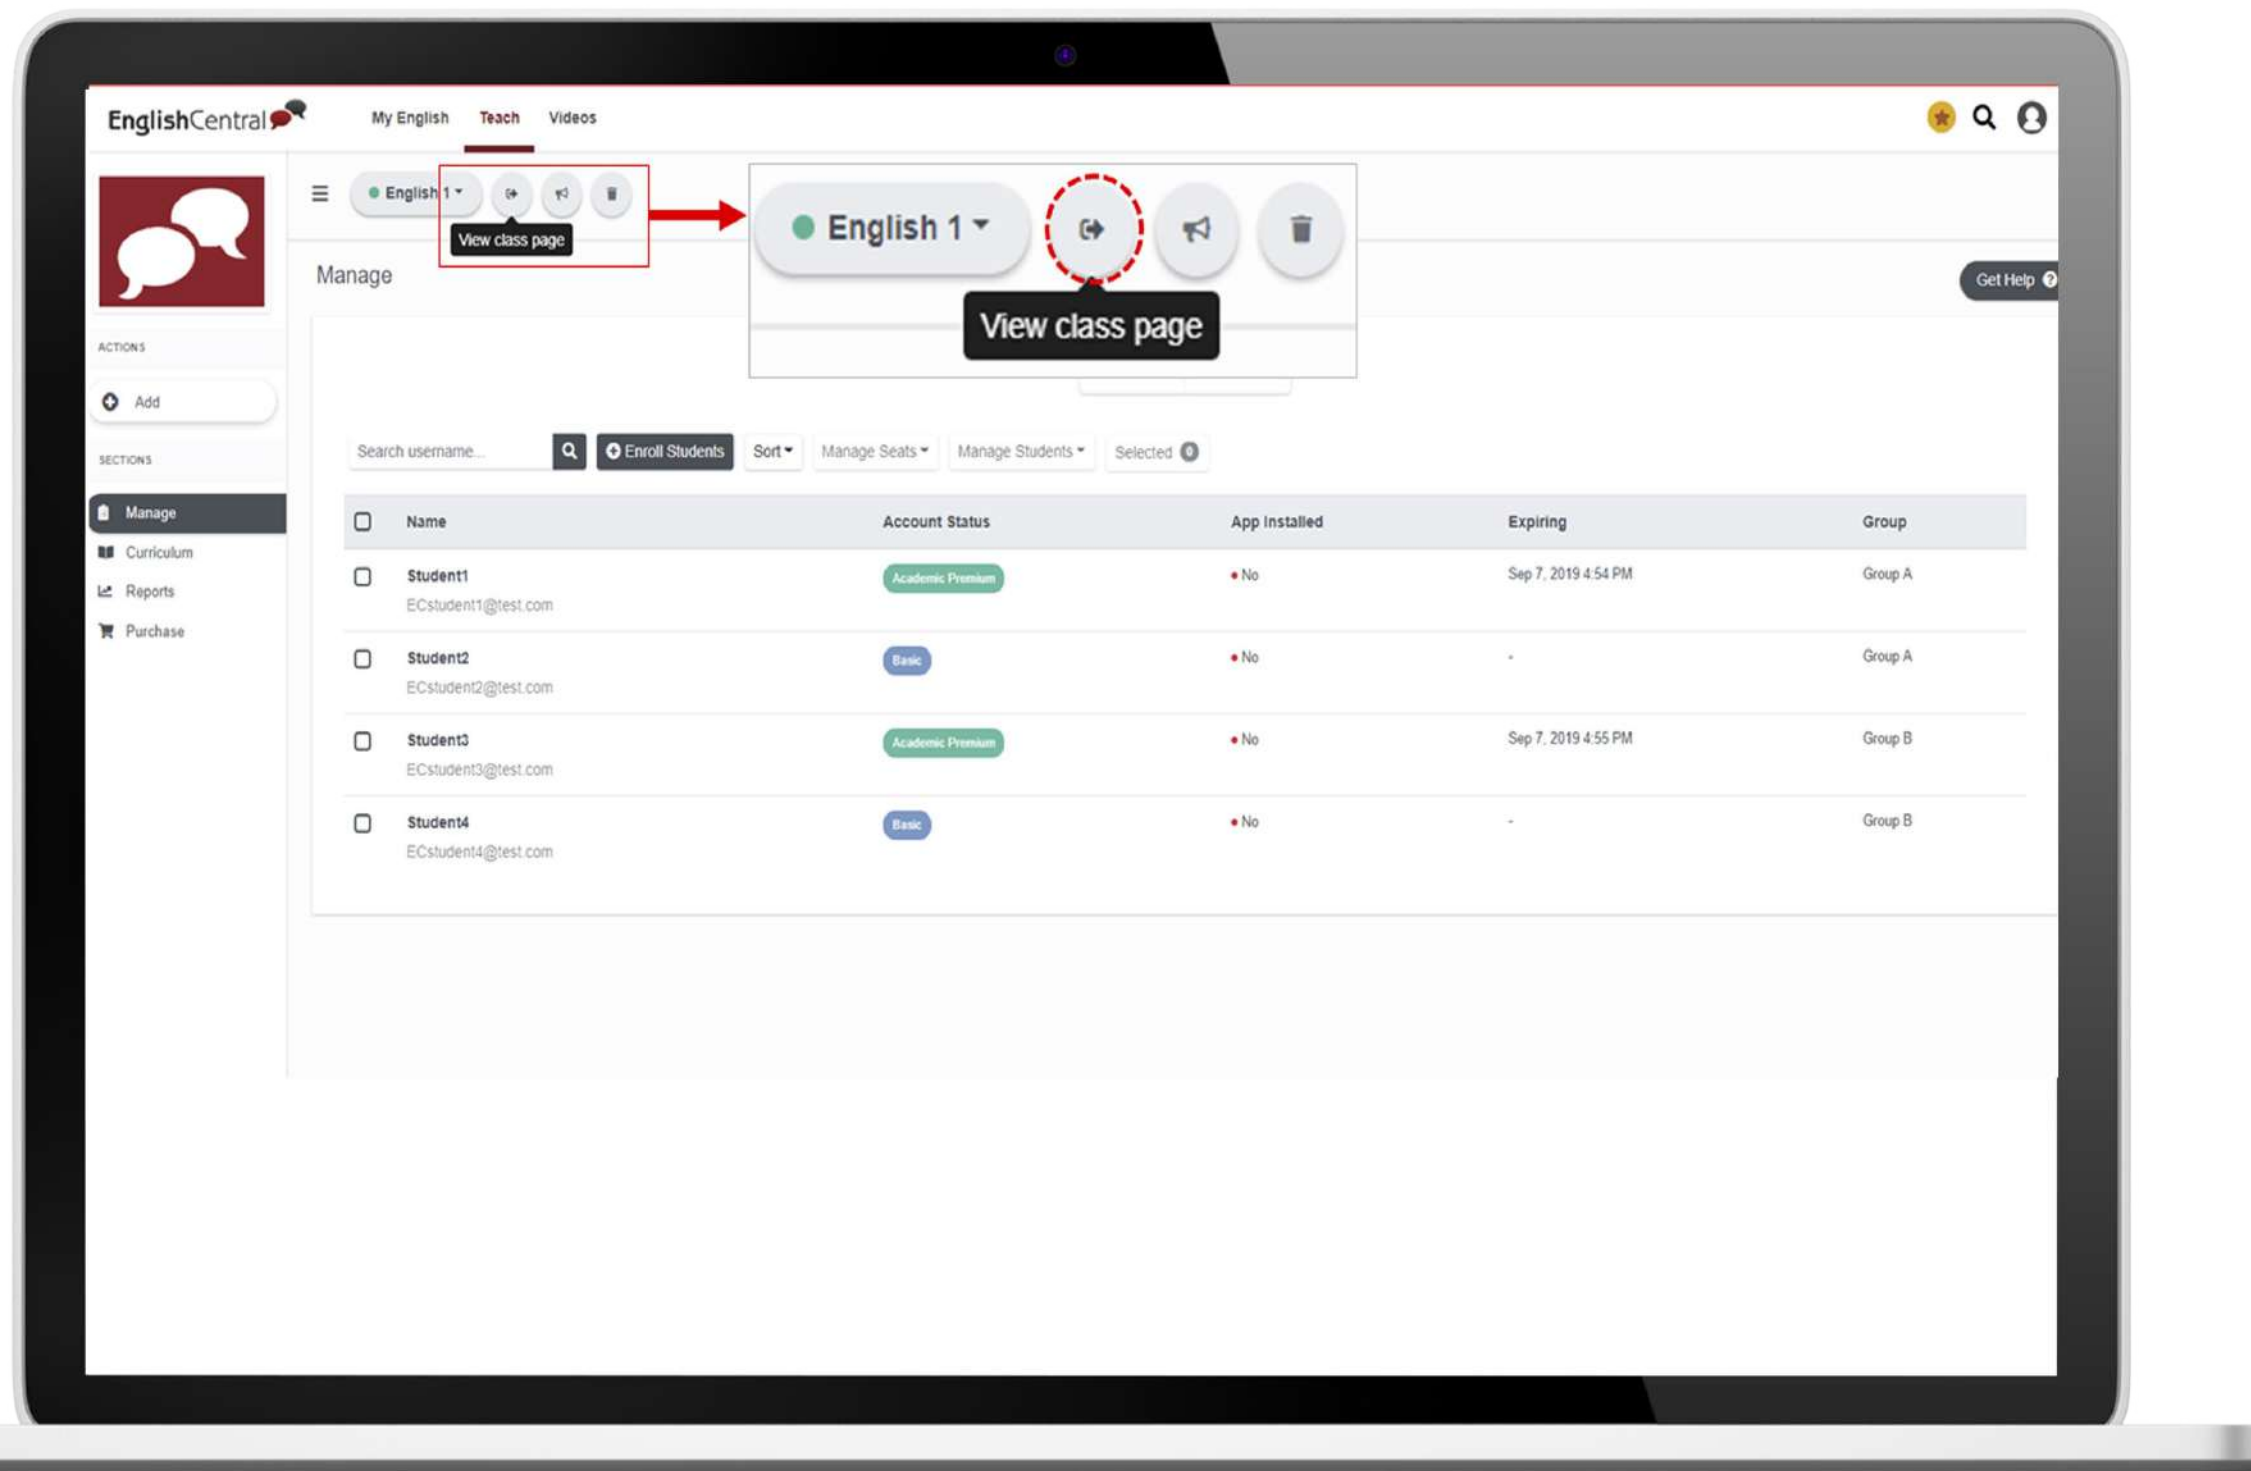 EnglishCentral
My English Teach Videos
English 1
View class page
English 1
View class page
Manage
Get Help
ACTIONS
Add
SECTIONS
Manage
Curriculum
Reports
Purchase
Search username...
Enroll Students
Sort
Manage Seats
Manage Students
Selected 0
Name Account Status App Installed Expiring Group
Student1 Academic Premium No Sep 7, 2019 4:54 PM Group A
ECstudent1@test.com
Student2 Basic No - Group A
ECstudent2@test.com
Student3 Academic Premium No Sep 7, 2019 4:55 PM Group B
ECstudent3@test.com
Student4 Basic No - Group B
ECstudent4@test.com